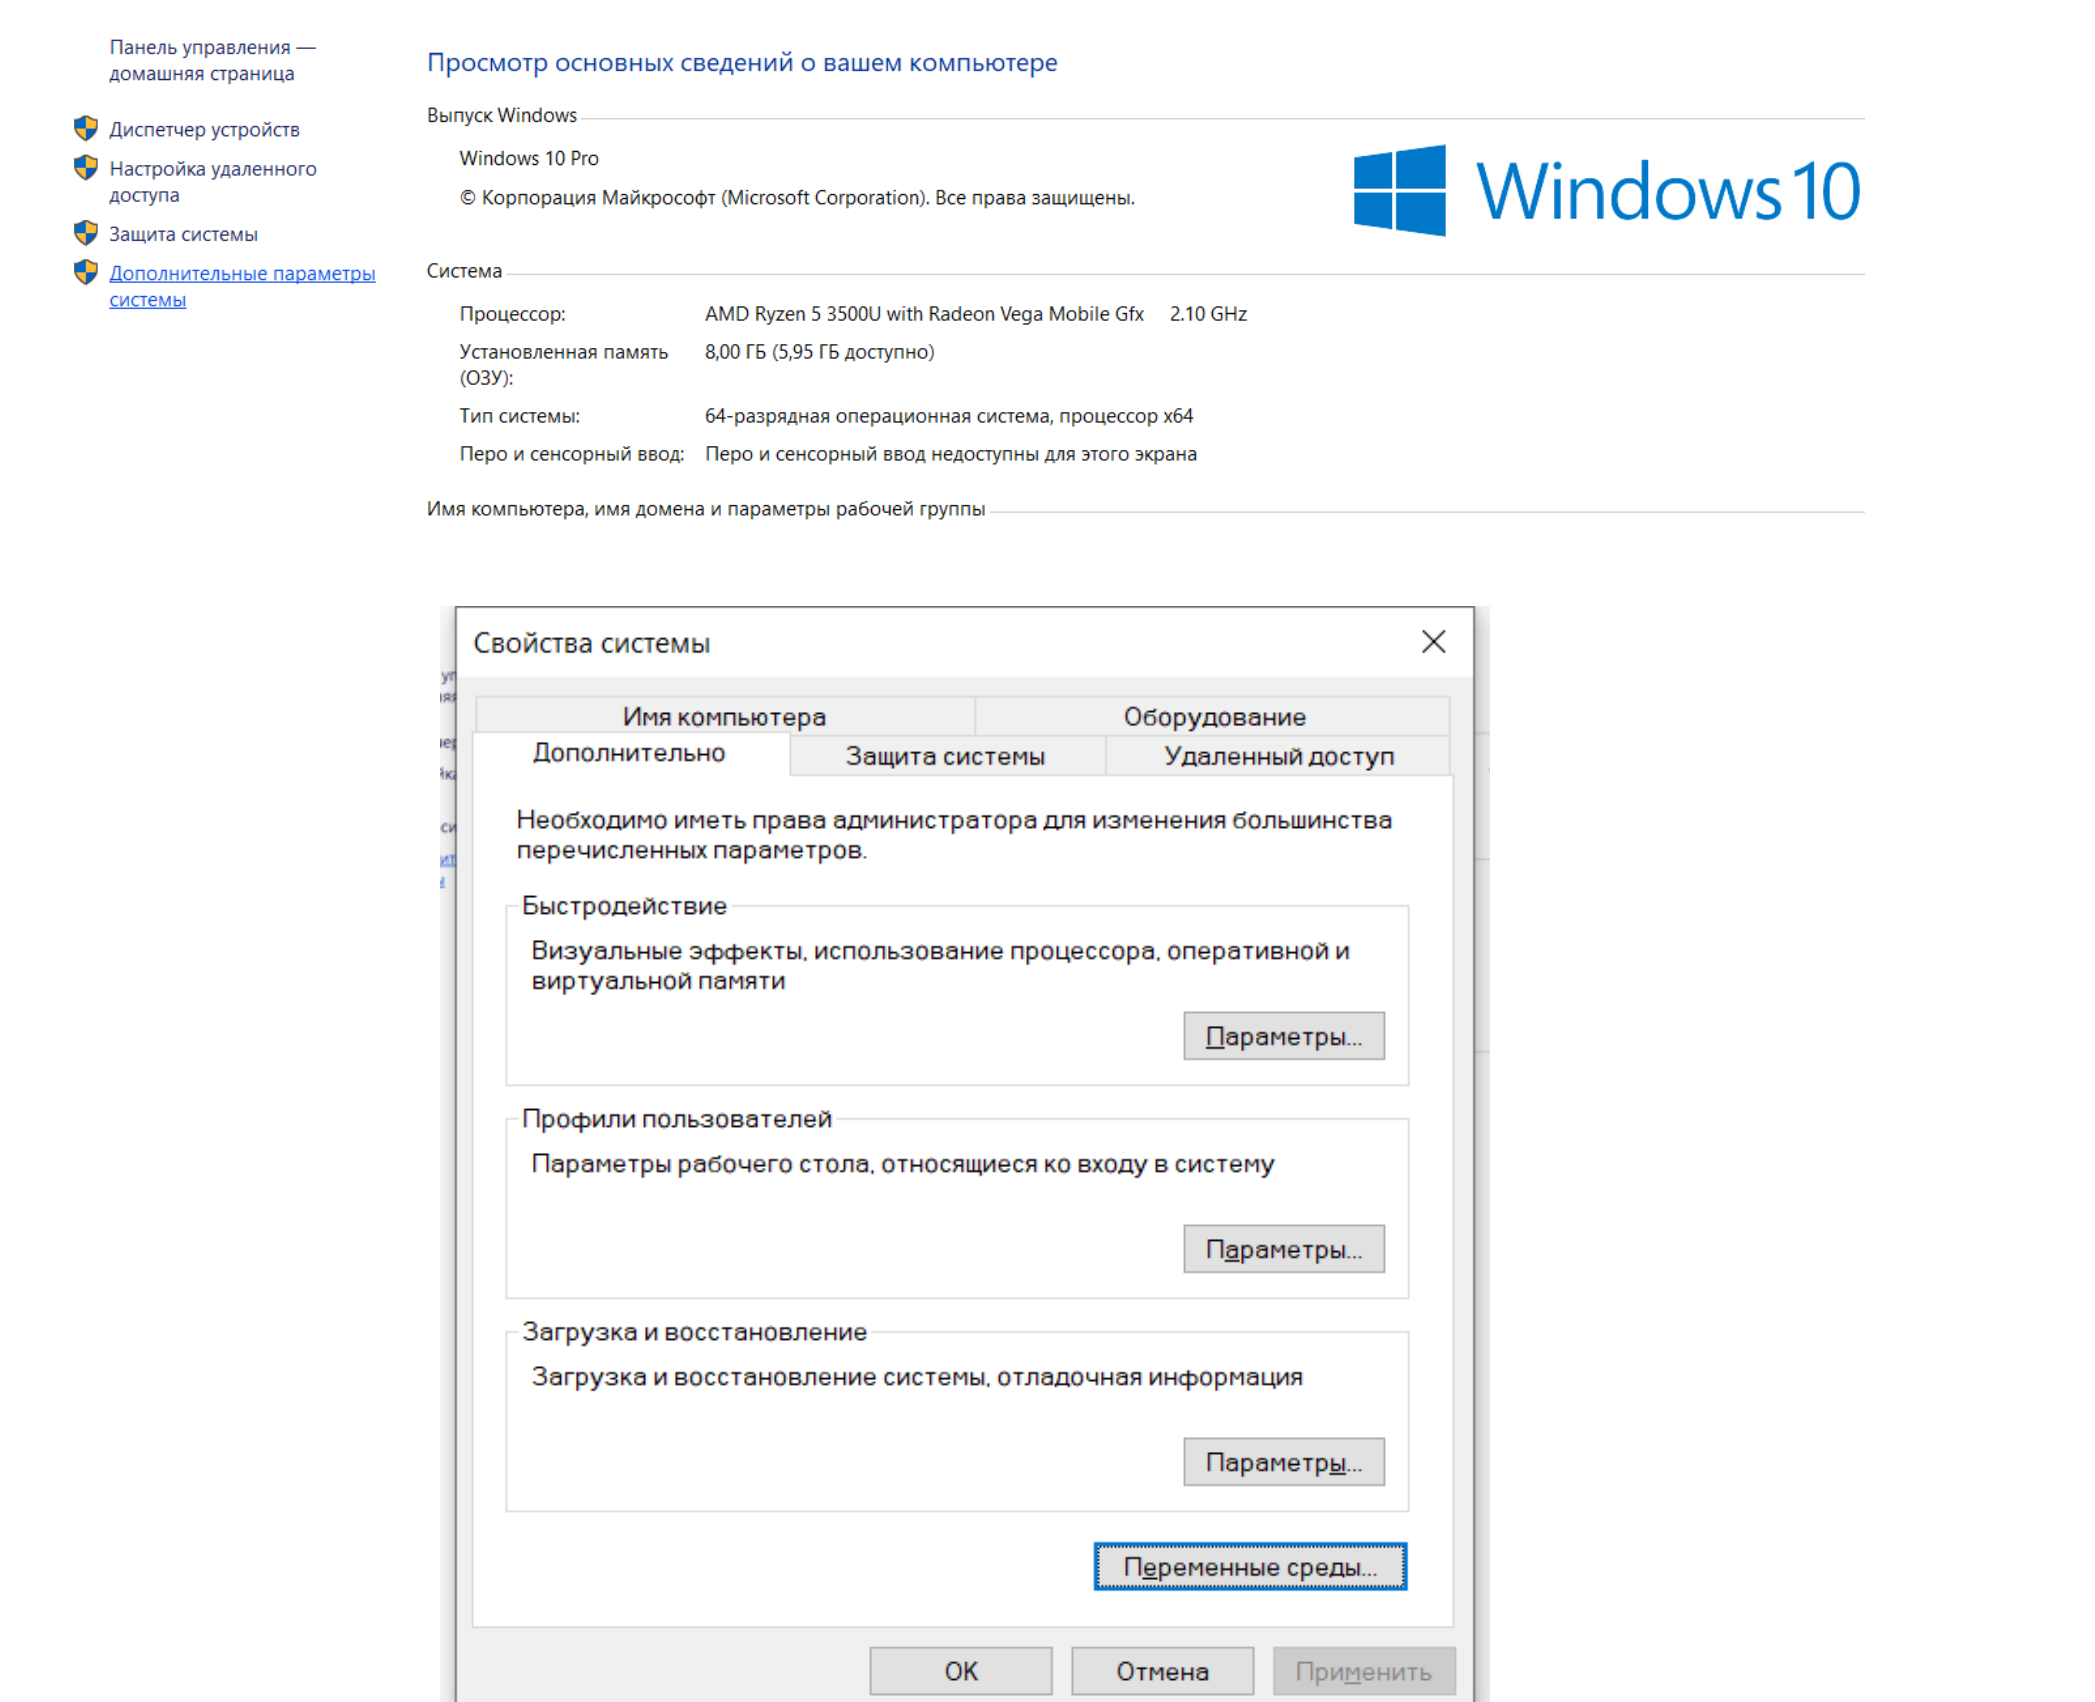 Панель управления —
домашняя страница
Диспетчер устройств
Настройка удаленного
доступа
Защита системы
Дополнительные параметры
системы
Просмотр основных сведений о вашем компьютере
Выпуск Windows
Windows 10 Pro
© Корпорация Майкрософт (Microsoft Corporation). Все права защищены.
Windows 10
Система
Процессор: AMD Ryzen 5 3500U with Radeon Vega Mobile Gfx 2.10 GHz
Установленная память 8,00 ГБ (5,95 ГБ доступно)
(ОЗУ):
Тип системы: 64-разрядная операционная система, процессор x64
Перо и сенсорный ввод: Перо и сенсорный ввод недоступны для этого экрана
Имя компьютера, имя домена и параметры рабочей группы
Свойства системы
Имя компьютера Оборудование
Дополнительно Защита системы Удаленный доступ
Необходимо иметь права администратора для изменения большинства
перечисленных параметров.
Быстродействие
Визуальные эффекты, использование процессора, оперативной и
виртуальной памяти
Параметры...
Профили пользователей
Параметры рабочего стола, относящиеся ко входу в систему
Параметры...
Загрузка и восстановление
Загрузка и восстановление системы, отладочная информация
Параметры...
Переменные среды...
ОК Отмена Применить